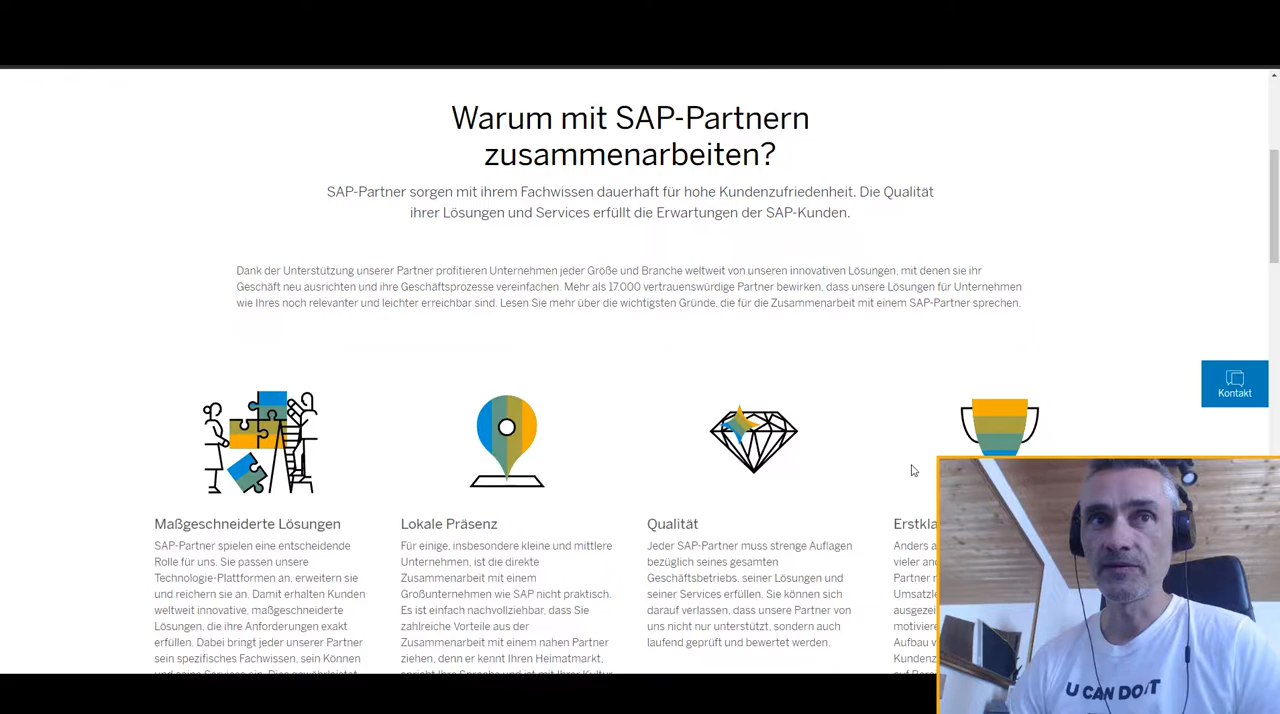 Warum mit SAP-Partnern
zusammenarbeiten?
SAP-Partner sorgen mit ihrem Fachwissen dauerhaft für hohe Kundenzufriedenheit. Die Qualität
ihrer Lösungen und Services erfüllt die Erwartungen der SAP-Kunden.
Dank der Unterstützung unserer Partner profitieren Unternehmen jeder Größe und Branche weltweit von unseren innovativen Lösungen, mit denen sie ihr
Geschäft neu ausrichten und ihre Geschäftsprozesse vereinfachen. Mehr als 17.000 vertrauenswürdige Partner bewirken, dass unsere Lösungen für Unternehmen
wie Ihres noch relevanter und leichter erreichbar sind. Lesen Sie mehr über die wichtigsten Gründe, die für die Zusammenarbeit mit einem SAP-Partner sprechen.
Kontakt
Maßgeschneiderte Lösungen
SAP-Partner spielen eine entscheidende
Rolle für uns. Sie passen unsere
Technologie-Plattformen an, erweitern sie
und reichern sie an. Damit erhalten Kunden
weltweit innovative, maßgeschneiderte
Lösungen, die ihre Anforderungen exakt
erfüllen. Dabei bringt jeder unserer Partner
sein spezifisches Fachwissen, sein Können
Lokale Präsenz
Für einige, insbesondere kleine und mittlere
Unternehmen, ist die direkte
Zusammenarbeit mit einem
Großunternehmen wie SAP nicht praktisch.
Es ist einfach nachvollziehbar, dass Sie
zahlreiche Vorteile aus der
Zusammenarbeit mit einem nahen Partner
ziehen, denn er kennt Ihren Heimatmarkt,
spricht Ihre Sprache und ist mit Ihrer Kultur
Qualität
Jeder SAP-Partner muss strenge Auflagen
bezüglich seines gesamten
Geschäftsbetriebs, seiner Lösungen und
seiner Services erfüllen. Sie können sich
darauf verlassen, dass unsere Partner von
uns nicht nur unterstützt, sondern auch
laufend geprüft und bewertet werden.
Erstkla
Anders a
vieler an
Partner
Umsatzle
ausgezei
motivier
Aufbau v
Kundenz
U CAN DO IT